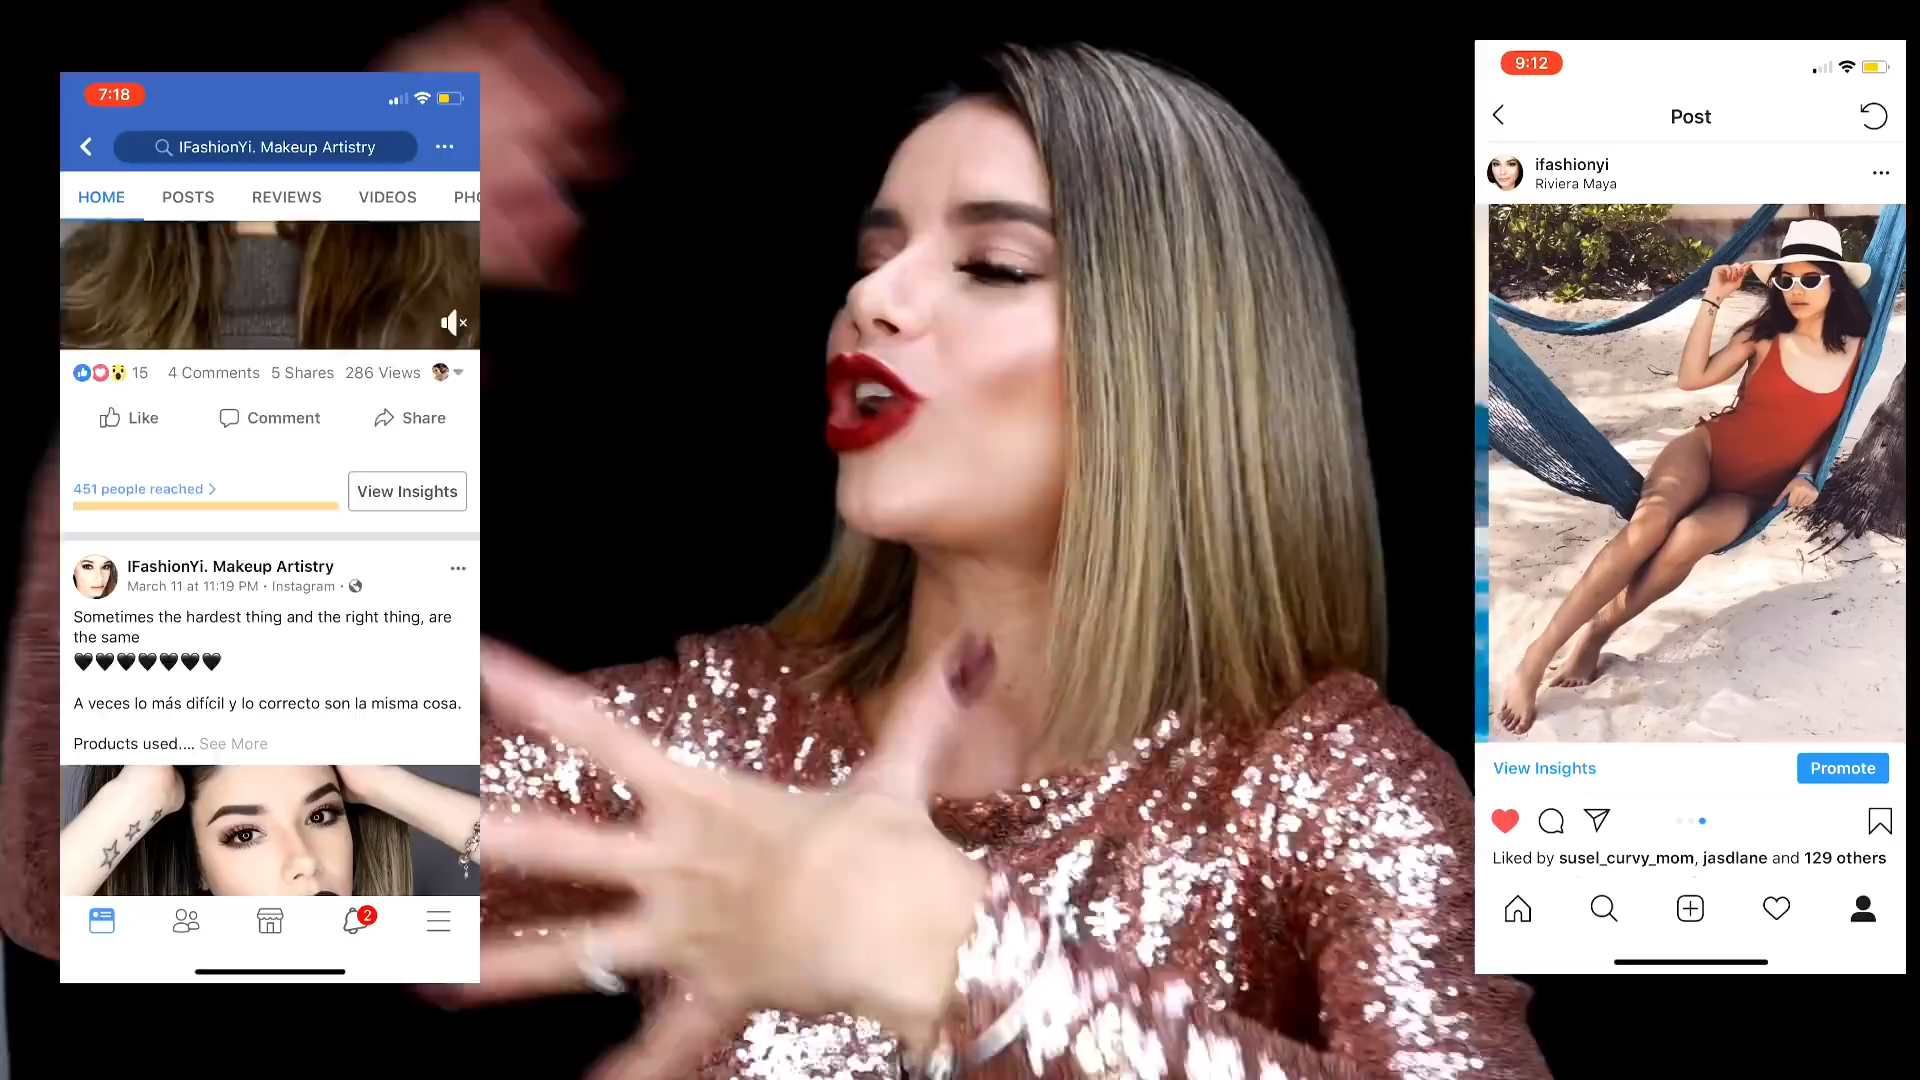 7:18
IFashionYi. Makeup Artistry
HOME POSTS REVIEWS VIDEOS PHO
15 4 Comments 5 Shares 286 Views
Like Comment Share
451 people reached
View Insights
IFashionYi. Makeup Artistry
March 11 at 11:19 PM · Instagram ·
Sometimes the hardest thing and the right thing, are
the same
🖤🖤🖤🖤🖤🖤🖤
A veces lo más difícil y lo correcto son la misma cosa.
Products used.... See More
2
9:12
Post
ifashionyi
Riviera Maya
View Insights
Promote
Liked by susel_curvy_mom, jasdlane and 129 others